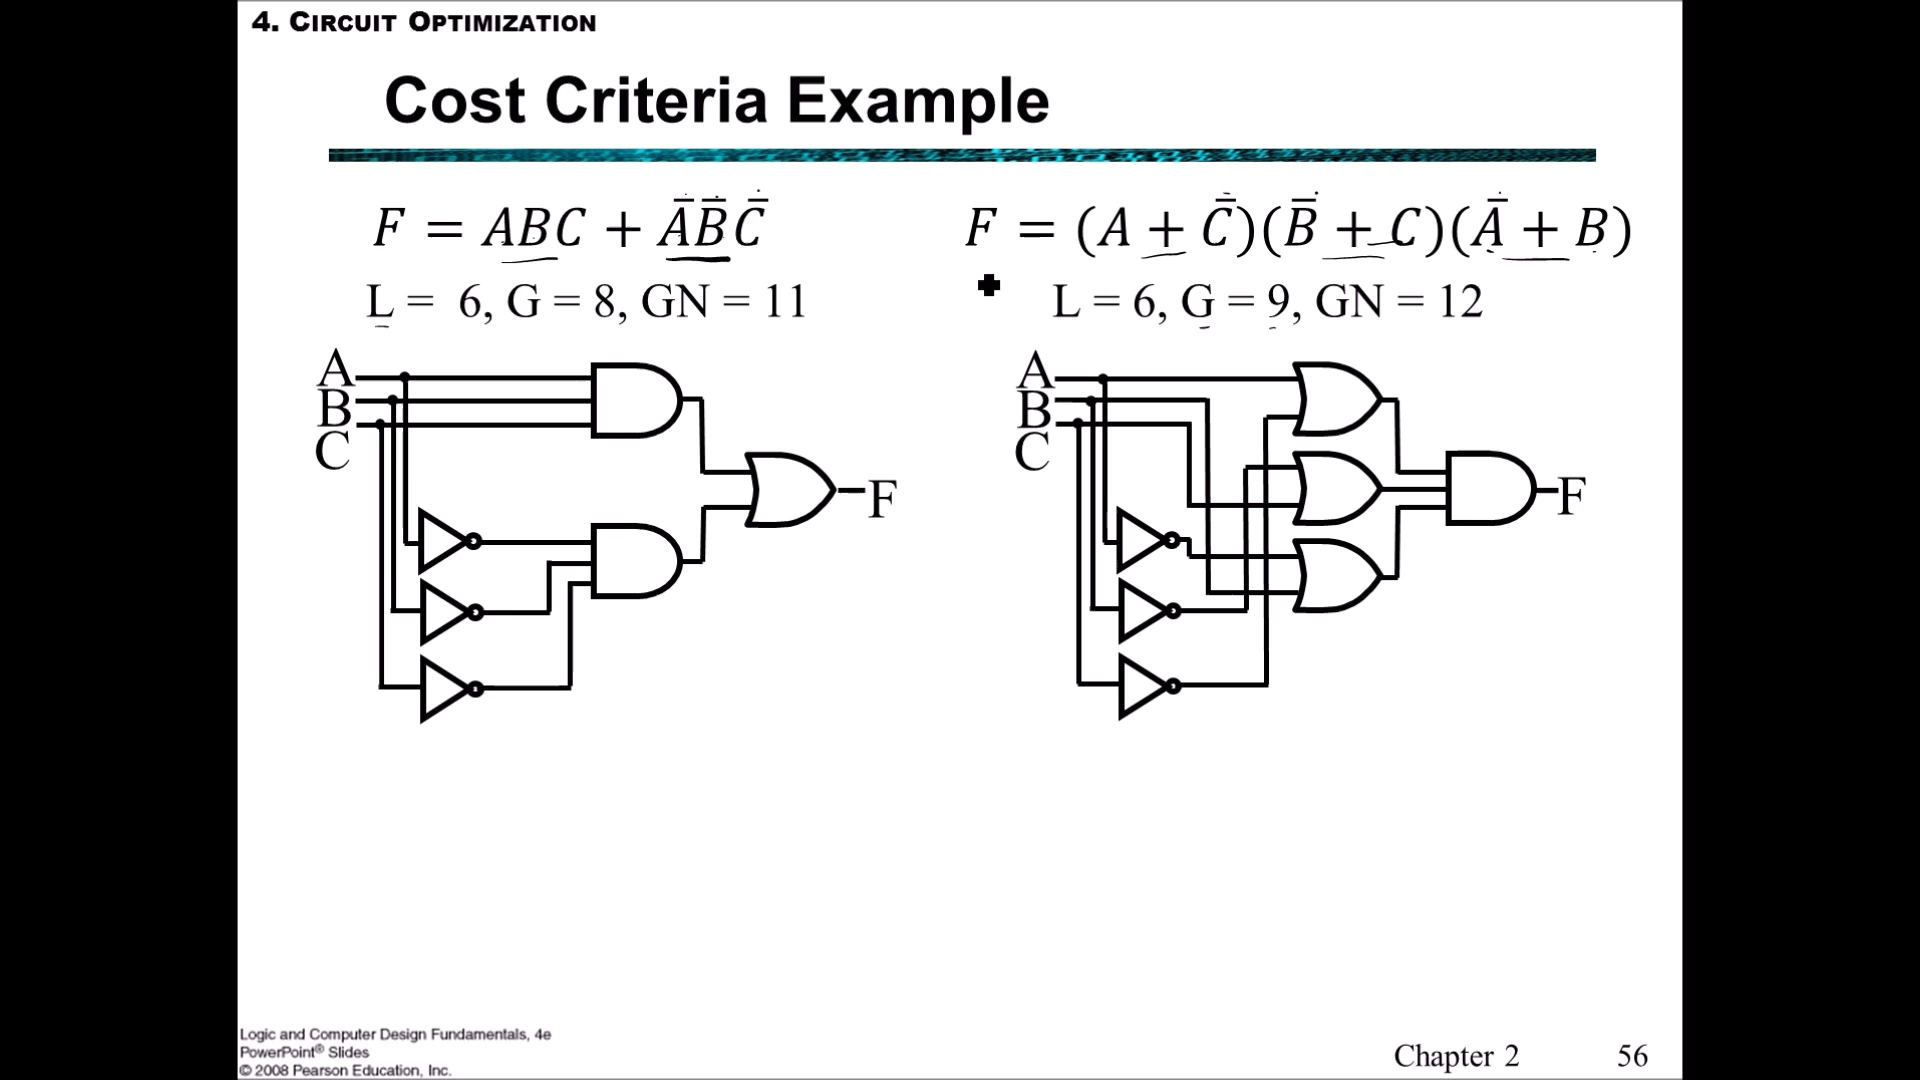 4. CIRCUIT OPTIMIZATION
Cost Criteria Example
F = ABC + A̅B̅C̅
L = 6, G = 8, GN = 11
A
B
C
F
F = (A + C̅)(B̅ + C)(A̅ + B)
L = 6, G = 9, GN = 12
A
B
C
F
Logic and Computer Design Fundamentals, 4e
PowerPoint® Slides
© 2008 Pearson Education, Inc.
Chapter 2 56